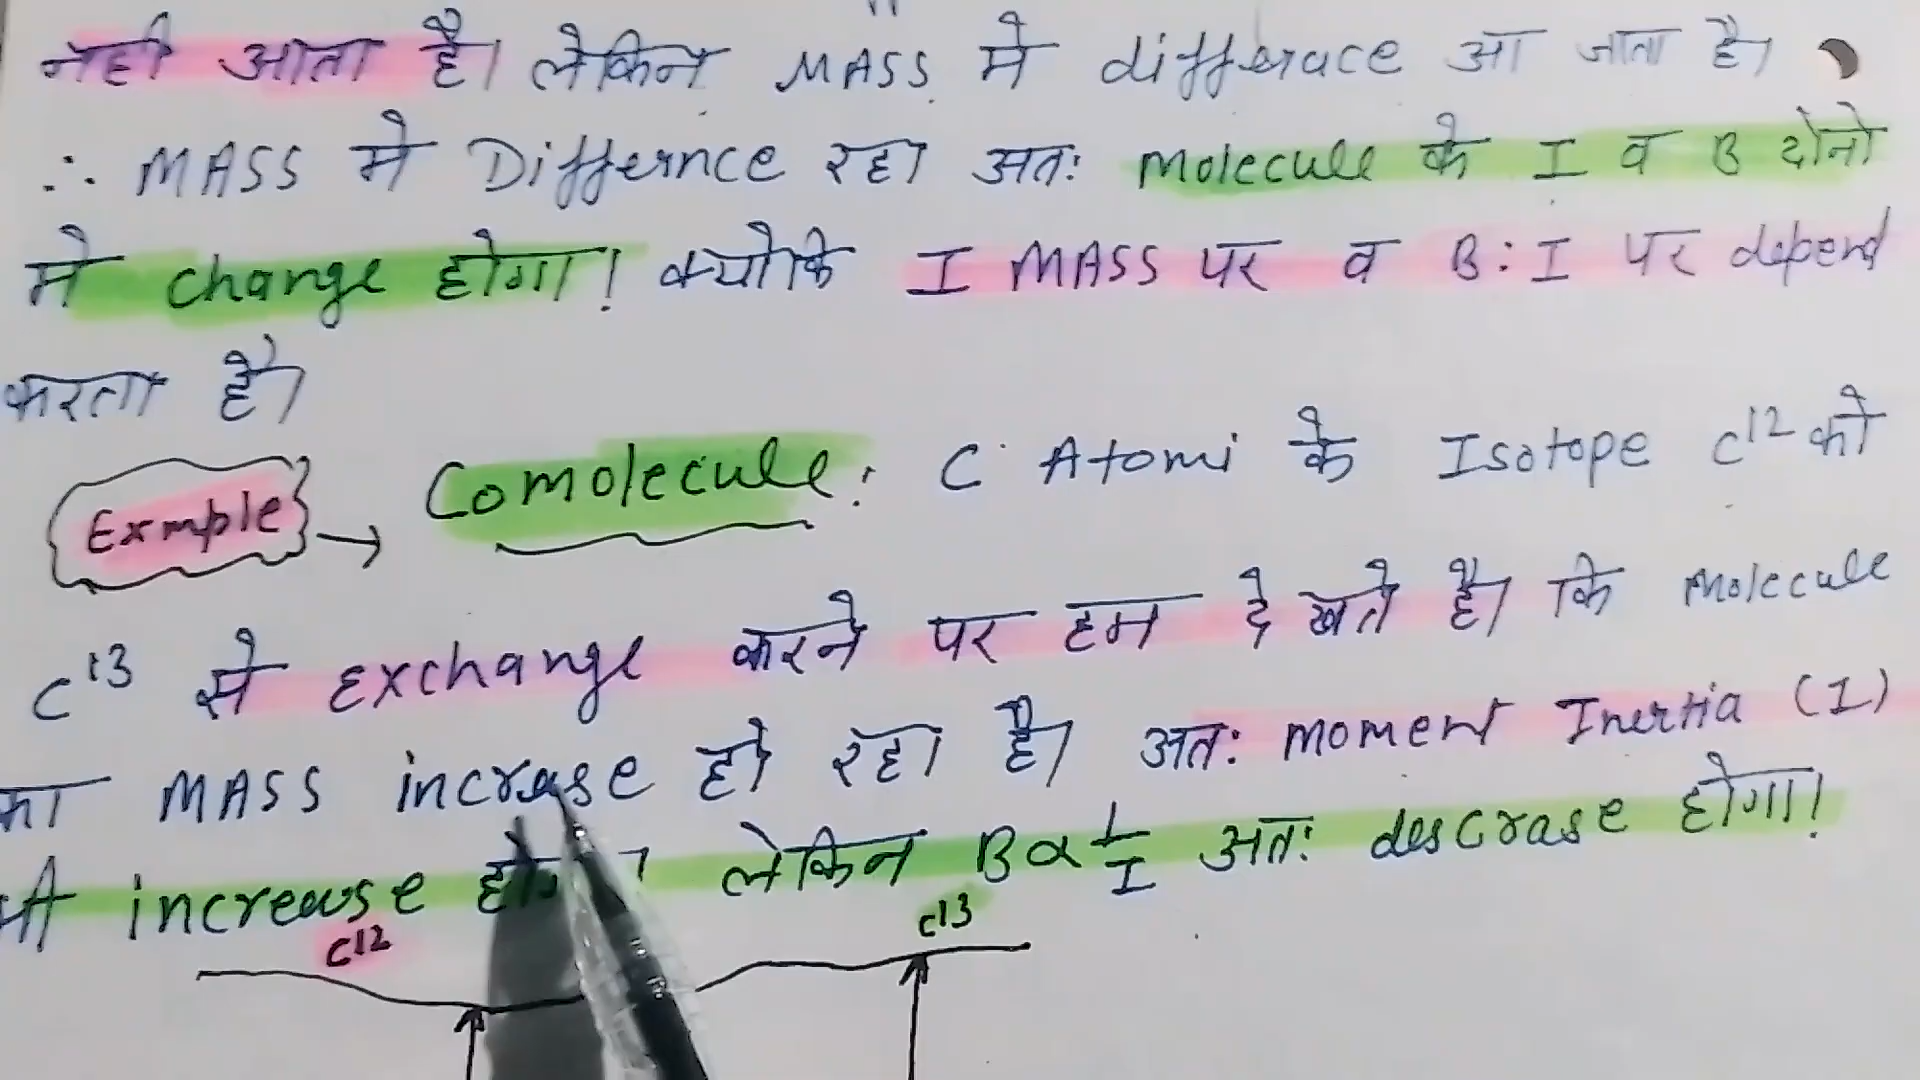 नही आता है। लेकिन MASS मे differace आ जाता है।
∴ MASS मे Differnce रहा अतः Molecule के I व B दोनो
मे change होगा! क्योकि I MASS पर व B: I पर depend
करता है।
Exmple → Comolecule: C Atomi के Isotope C¹² को
C¹³ से Exchange करने पर हम देखते है। कि Molecule
का MASS incrase हो रहा है। अतः Moment Inertia (I)
increase लेकिन B α 1/I अतः descrase होगा!
C¹² C¹³